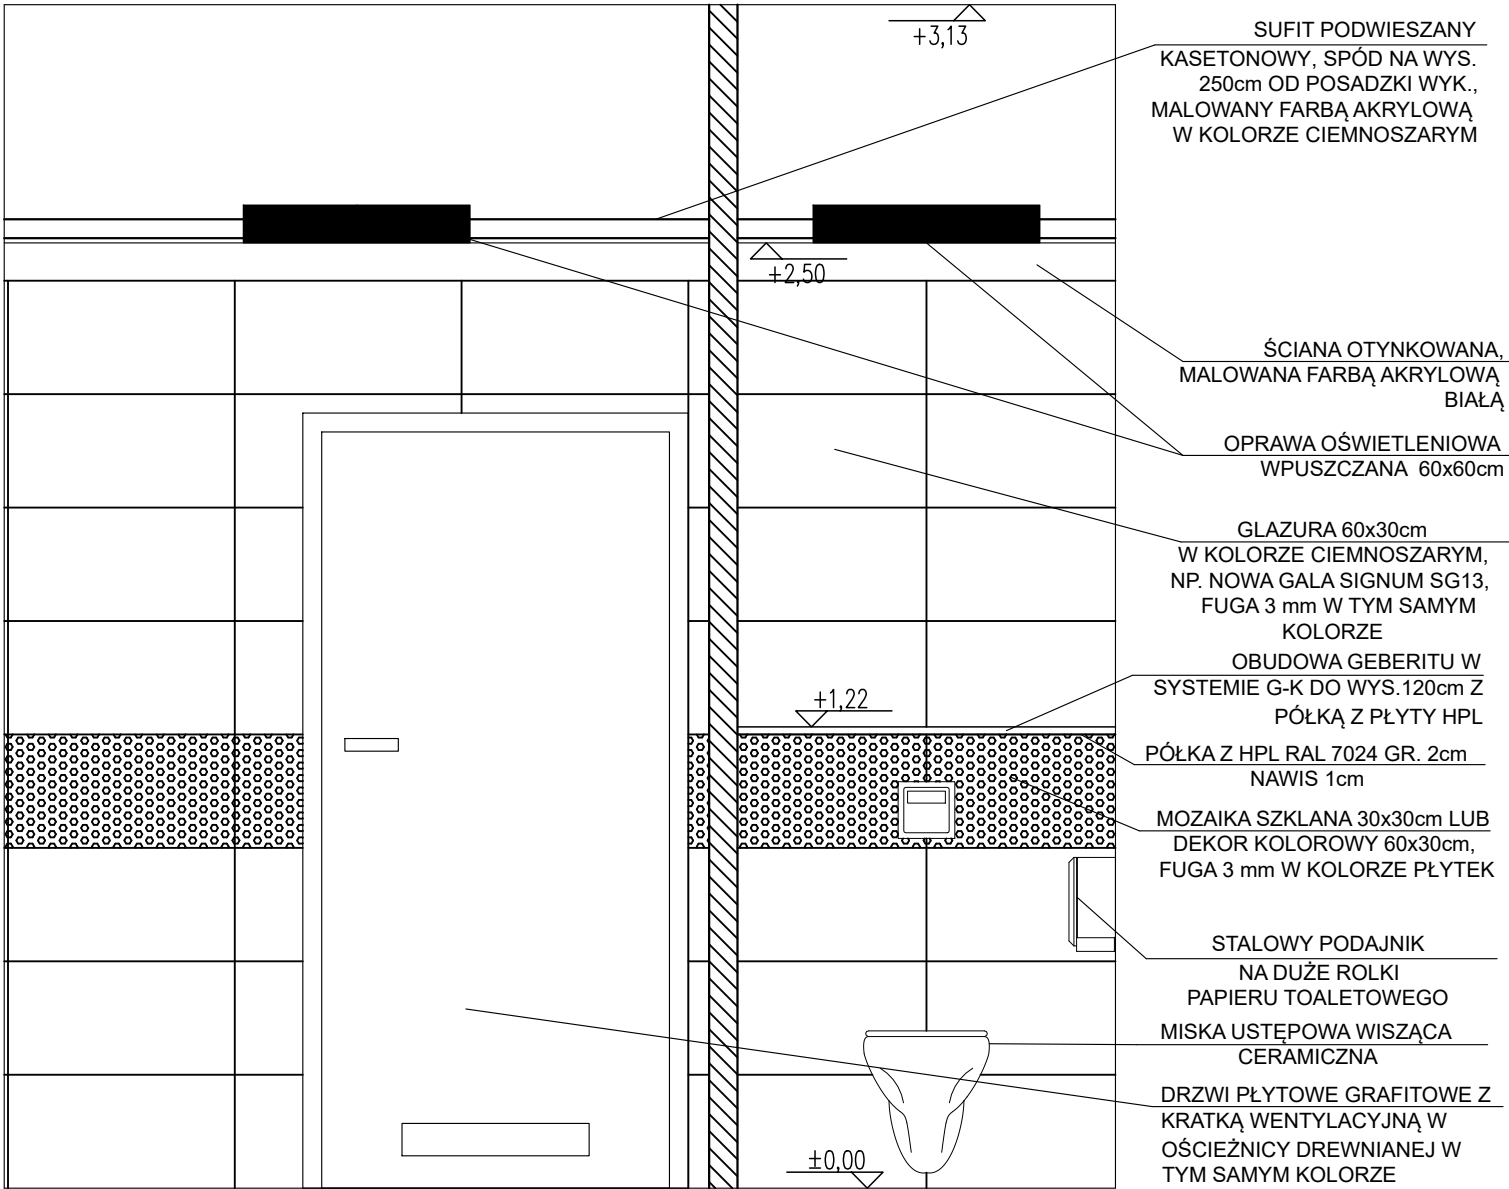 +3,13
SUFIT PODWIESZANY
KASETONOWY, SPÓD NA WYS.
250cm OD POSADZKI WYK.,
MALOWANY FARBĄ AKRYLOWĄ
W KOLORZE CIEMNOSZARYM
+2,50
ŚCIANA OTYNKOWANA,
MALOWANA FARBĄ AKRYLOWĄ
BIAŁĄ
OPRAWA OŚWIETLENIOWA
WPUSZCZANA 60x60cm
GLAZURA 60x30cm
W KOLORZE CIEMNOSZARYM,
NP. NOWA GALA SIGNUM SG13,
FUGA 3 mm W TYM SAMYM
KOLORZE
OBUDOWA GEBERITU W
SYSTEMIE G-K DO WYS.120cm Z
PÓŁKĄ Z PŁYTY HPL
+1,22
PÓŁKA Z HPL RAL 7024 GR. 2cm
NAWIS 1cm
MOZAIKA SZKLANA 30x30cm LUB
DEKOR KOLOROWY 60x30cm,
FUGA 3 mm W KOLORZE PŁYTEK
STALOWY PODAJNIK
NA DUŻE ROLKI
PAPIERU TOALETOWEGO
MISKA USTĘPOWA WISZĄCA
CERAMICZNA
DRZWI PŁYTOWE GRAFITOWE Z
KRATKĄ WENTYLACYJNĄ W
OŚCIEŻNICY DREWNIANEJ W
TYM SAMYM KOLORZE
±0,00